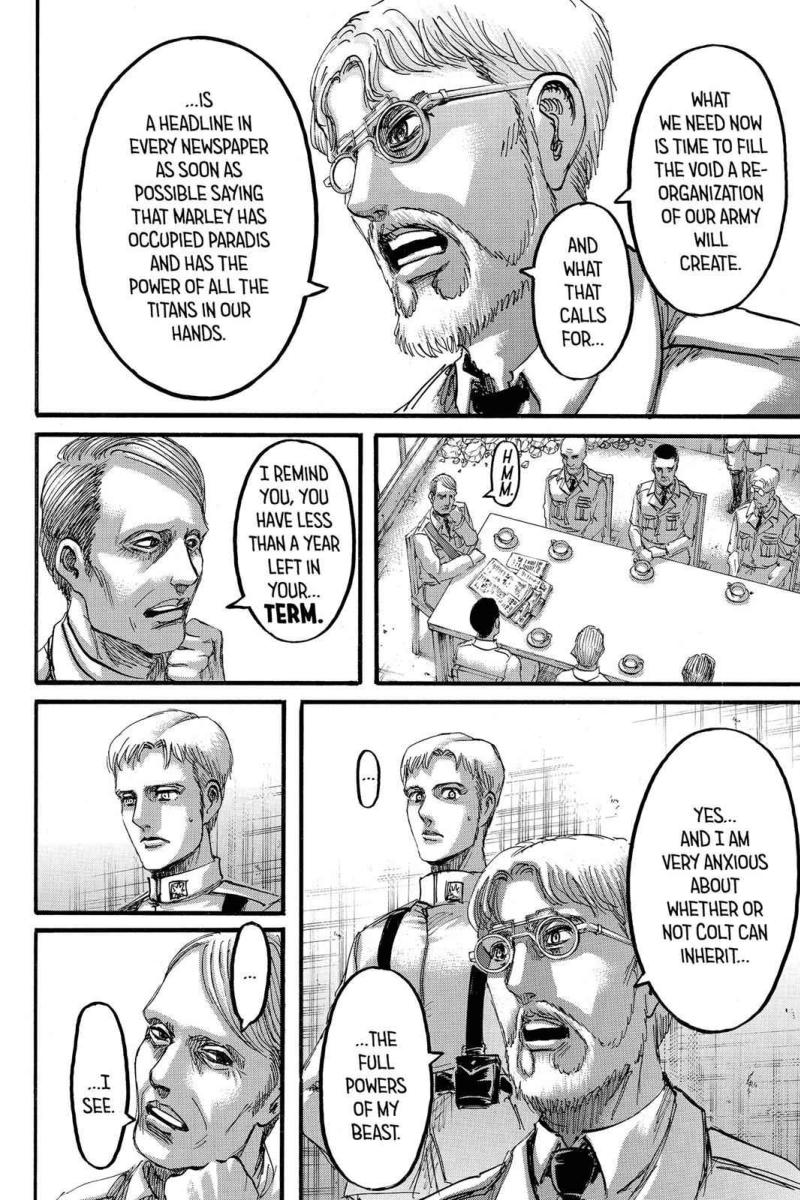 WHAT
WE NEED NOW
IS TIME TO FILL
THE VOID A RE-
ORGANIZATION
OF OUR ARMY
WILL
CREATE.
AND
WHAT
THAT
CALLS
FOR...
...IS
A HEADLINE IN
EVERY NEWSPAPER
AS SOON AS
POSSIBLE SAYING
THAT MARLEY HAS
OCCUPIED PARADIS
AND HAS THE
POWER OF ALL THE
TITANS IN OUR
HANDS.
I REMIND
YOU, YOU
HAVE LESS
THAN A YEAR
LEFT IN
YOUR...
TERM.
HMM.
...
YES...
AND I AM
VERY ANXIOUS
ABOUT
WHETHER OR
NOT COLT CAN
INHERIT...
...THE
FULL
POWERS
OF MY
BEAST.
...
...I
SEE.